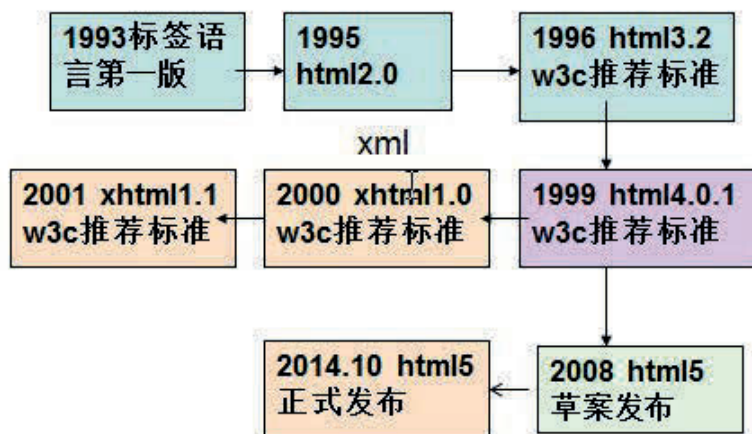 1993标签语
言第一版
1995
html2.0
1996 html3.2
w3c推荐标准
xml
2001 xhtml1.1
w3c推荐标准
2000 xhtml1.0
w3c推荐标准
1999 html4.0.1
w3c推荐标准
2014.10 html5
正式发布
2008 html5
草案发布